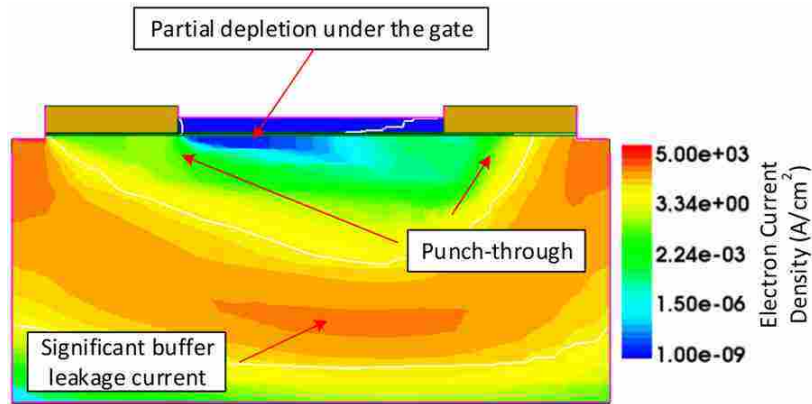 Partial depletion under the gate
5.00e+03
3.34e+00
2.24e-03
1.50e-06
1.00e-09
Electron Current
Density (A/cm²)
Punch-through
Significant buffer
leakage current